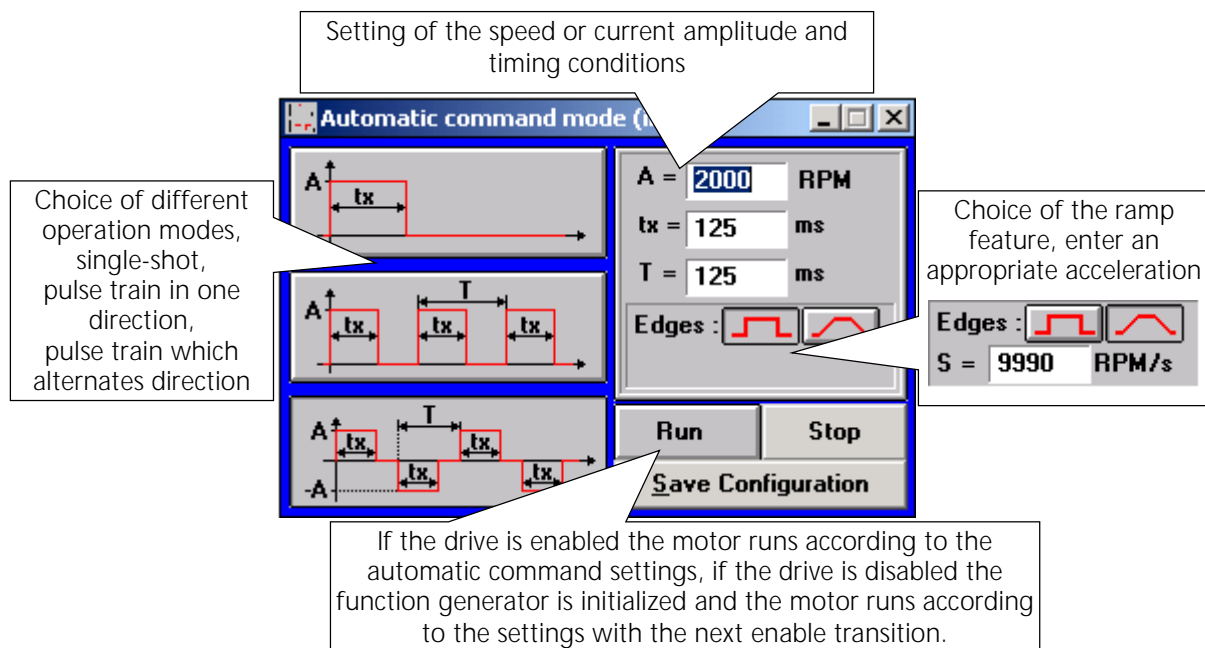 Setting of the speed or current amplitude and
timing conditions
Automatic command mode (
Choice of different
operation modes,
single-shot,
pulse train in one
direction,
pulse train which
alternates direction
A
tx
A
T
tx
tx
tx
A
T
tx
tx
tx
tx
-A
A = 2000 RPM
tx = 125 ms
T = 125 ms
Edges :
Run
Stop
Save Configuration
Choice of the ramp
feature, enter an
appropriate acceleration
Edges :
S = 9990 RPM/s
If the drive is enabled the motor runs according to the
automatic command settings, if the drive is disabled the
function generator is initialized and the motor runs according
to the settings with the next enable transition.